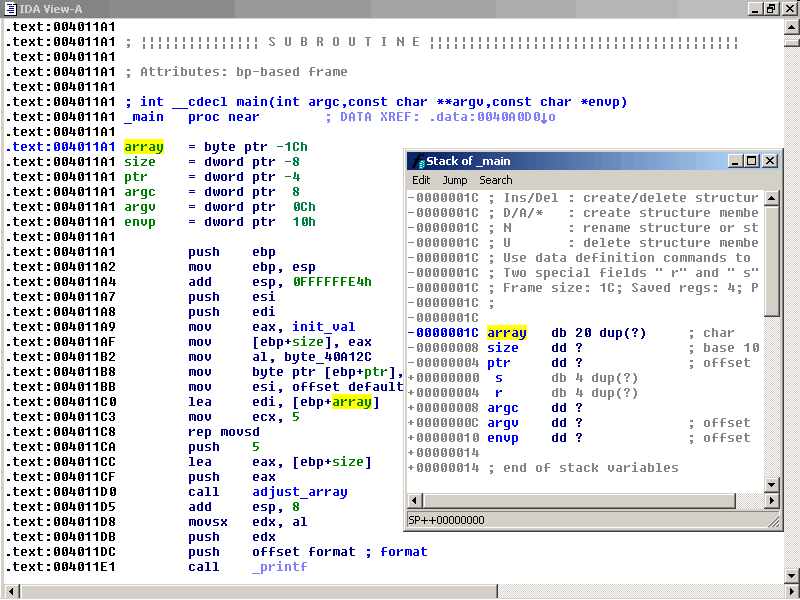 IDA View-A
.text:004011A1
.text:004011A1 ; ¦¦¦¦¦¦¦¦¦¦¦¦¦¦¦ S U B R O U T I N E ¦¦¦¦¦¦¦¦¦¦¦¦¦¦¦¦¦¦¦¦¦¦¦¦¦¦¦¦¦¦¦¦¦¦¦¦¦¦¦
.text:004011A1
.text:004011A1 ; Attributes: bp-based frame
.text:004011A1
.text:004011A1 ; int __cdecl main(int argc,const char **argv,const char *envp)
.text:004011A1 _main proc near ; DATA XREF: .data:0040A0D0↓o
.text:004011A1
.text:004011A1 array = byte ptr -1Ch
.text:004011A1 size = dword ptr -8
.text:004011A1 ptr = dword ptr -4
.text:004011A1 argc = dword ptr 8
.text:004011A1 argv = dword ptr 0Ch
.text:004011A1 envp = dword ptr 10h
.text:004011A1
.text:004011A1 push ebp
.text:004011A2 mov ebp, esp
.text:004011A4 add esp, 0FFFFFFE4h
.text:004011A7 push esi
.text:004011A8 push edi
.text:004011A9 mov eax, init_val
.text:004011AF mov [ebp+size], eax
.text:004011B2 mov al, byte_40A12C
.text:004011B8 mov byte ptr [ebp+ptr],
.text:004011BB mov esi, offset default
.text:004011C0 lea edi, [ebp+array]
.text:004011C3 mov ecx, 5
.text:004011C8 rep movsd
.text:004011CA push 5
.text:004011CC lea eax, [ebp+size]
.text:004011CF push eax
.text:004011D0 call adjust_array
.text:004011D5 add esp, 8
.text:004011D8 movsx edx, al
.text:004011DB push edx
.text:004011DC push offset format ; format
.text:004011E1 call _printf
Stack of _main
Edit Jump Search
-0000001C ; Ins/Del : create/delete structur
-0000001C ; D/A/* : create structure membe
-0000001C ; N : rename structure or st
-0000001C ; U : delete structure membe
-0000001C ; Use data definition commands to
-0000001C ; Two special fields " r" and " s"
-0000001C ; Frame size: 1C; Saved regs: 4; P
-0000001C ;
-0000001C
-0000001C array db 20 dup(?) ; char
-00000008 size dd ? ; base 10
-00000004 ptr dd ? ; offset
+00000000 s db 4 dup(?)
+00000004 r db 4 dup(?)
+00000008 argc dd ?
+0000000C argv dd ? ; offset
+00000010 envp dd ? ; offset
+00000014
+00000014 ; end of stack variables
SP++00000000